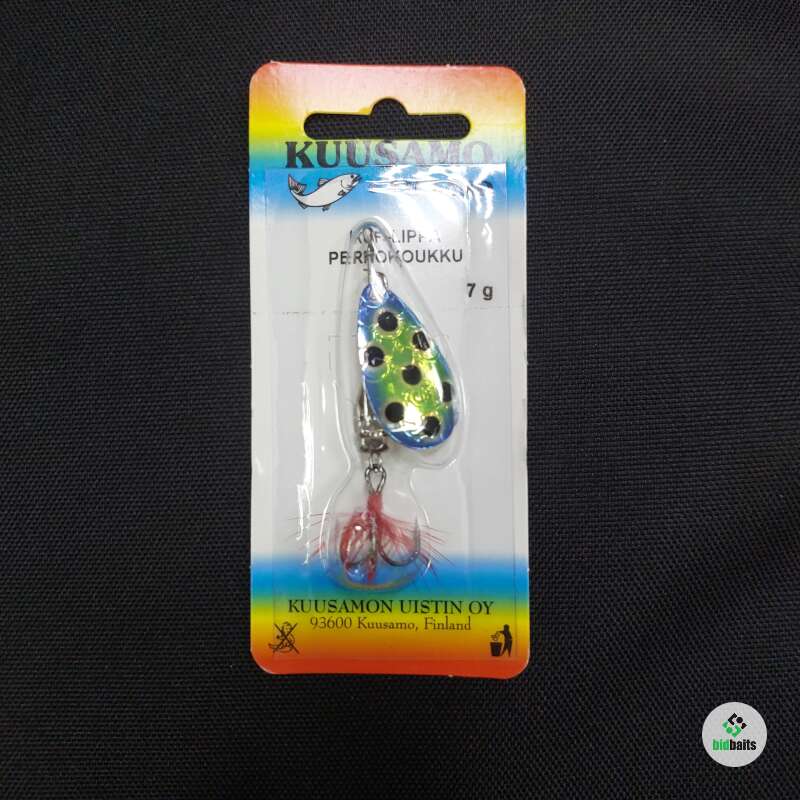 KUUSAMO
PERHOKOUKKU
7 g
KUUSAMON UISTIN OY
93600 Kuusamo, Finland
bidbaits